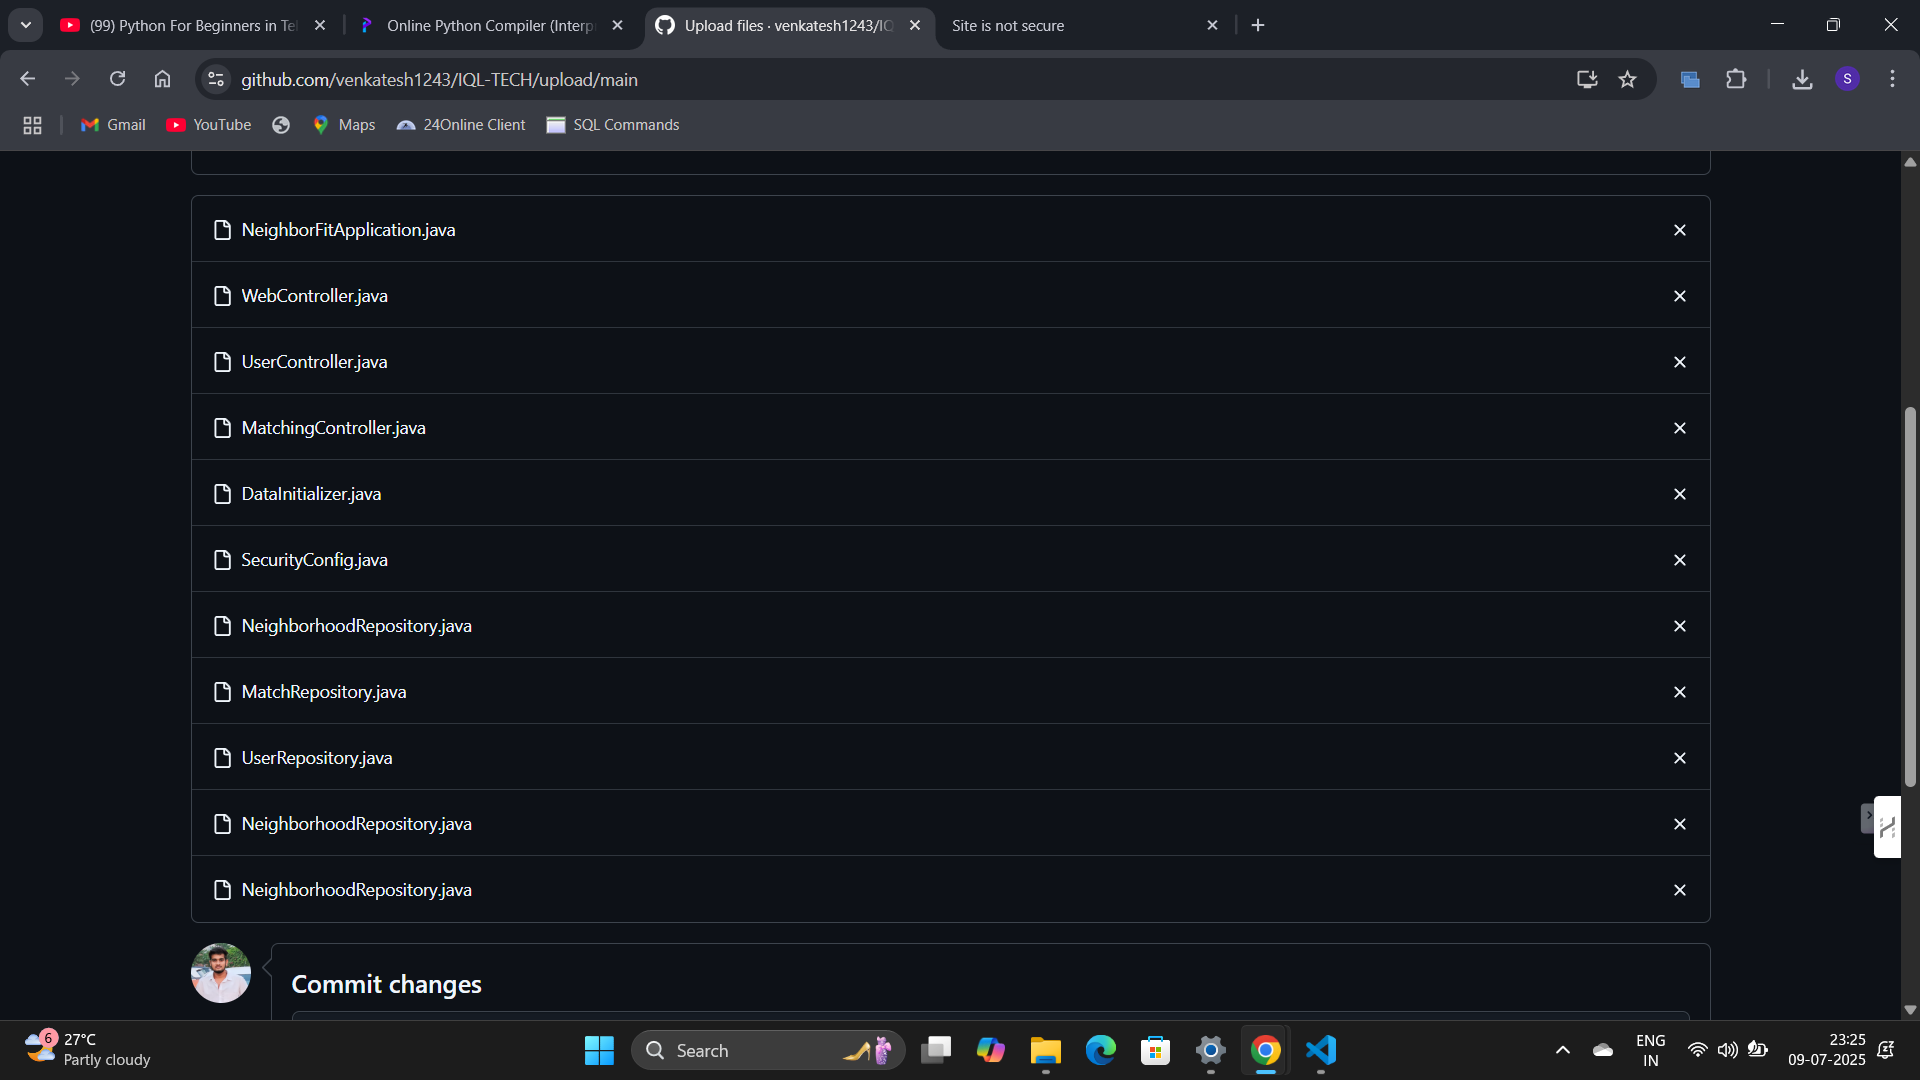 (99) Python For Beginners in Tel
Online Python Compiler (Interp
Upload files · venkatesh1243/IQ
Site is not secure
github.com/venkatesh1243/IQL-TECH/upload/main
S
Gmail
YouTube
Maps
24Online Client
SQL Commands
NeighborFitApplication.java
WebController.java
UserController.java
MatchingController.java
DataInitializer.java
SecurityConfig.java
NeighborhoodRepository.java
MatchRepository.java
UserRepository.java
NeighborhoodRepository.java
NeighborhoodRepository.java
Commit changes
6
27°C
Partly cloudy
Search
ENG
IN
23:25
09-07-2025